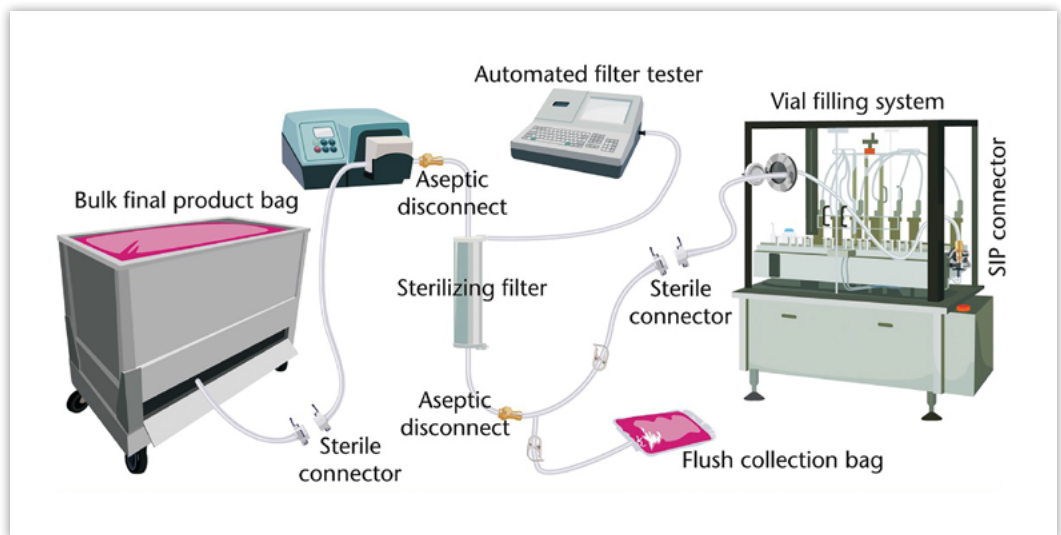 Automated filter tester
Vial filling system
Aseptic
disconnect
Bulk final product bag
SIP connector
Sterilizing filter
Sterile
connector
Aseptic
disconnect
Sterile
connector
Flush collection bag